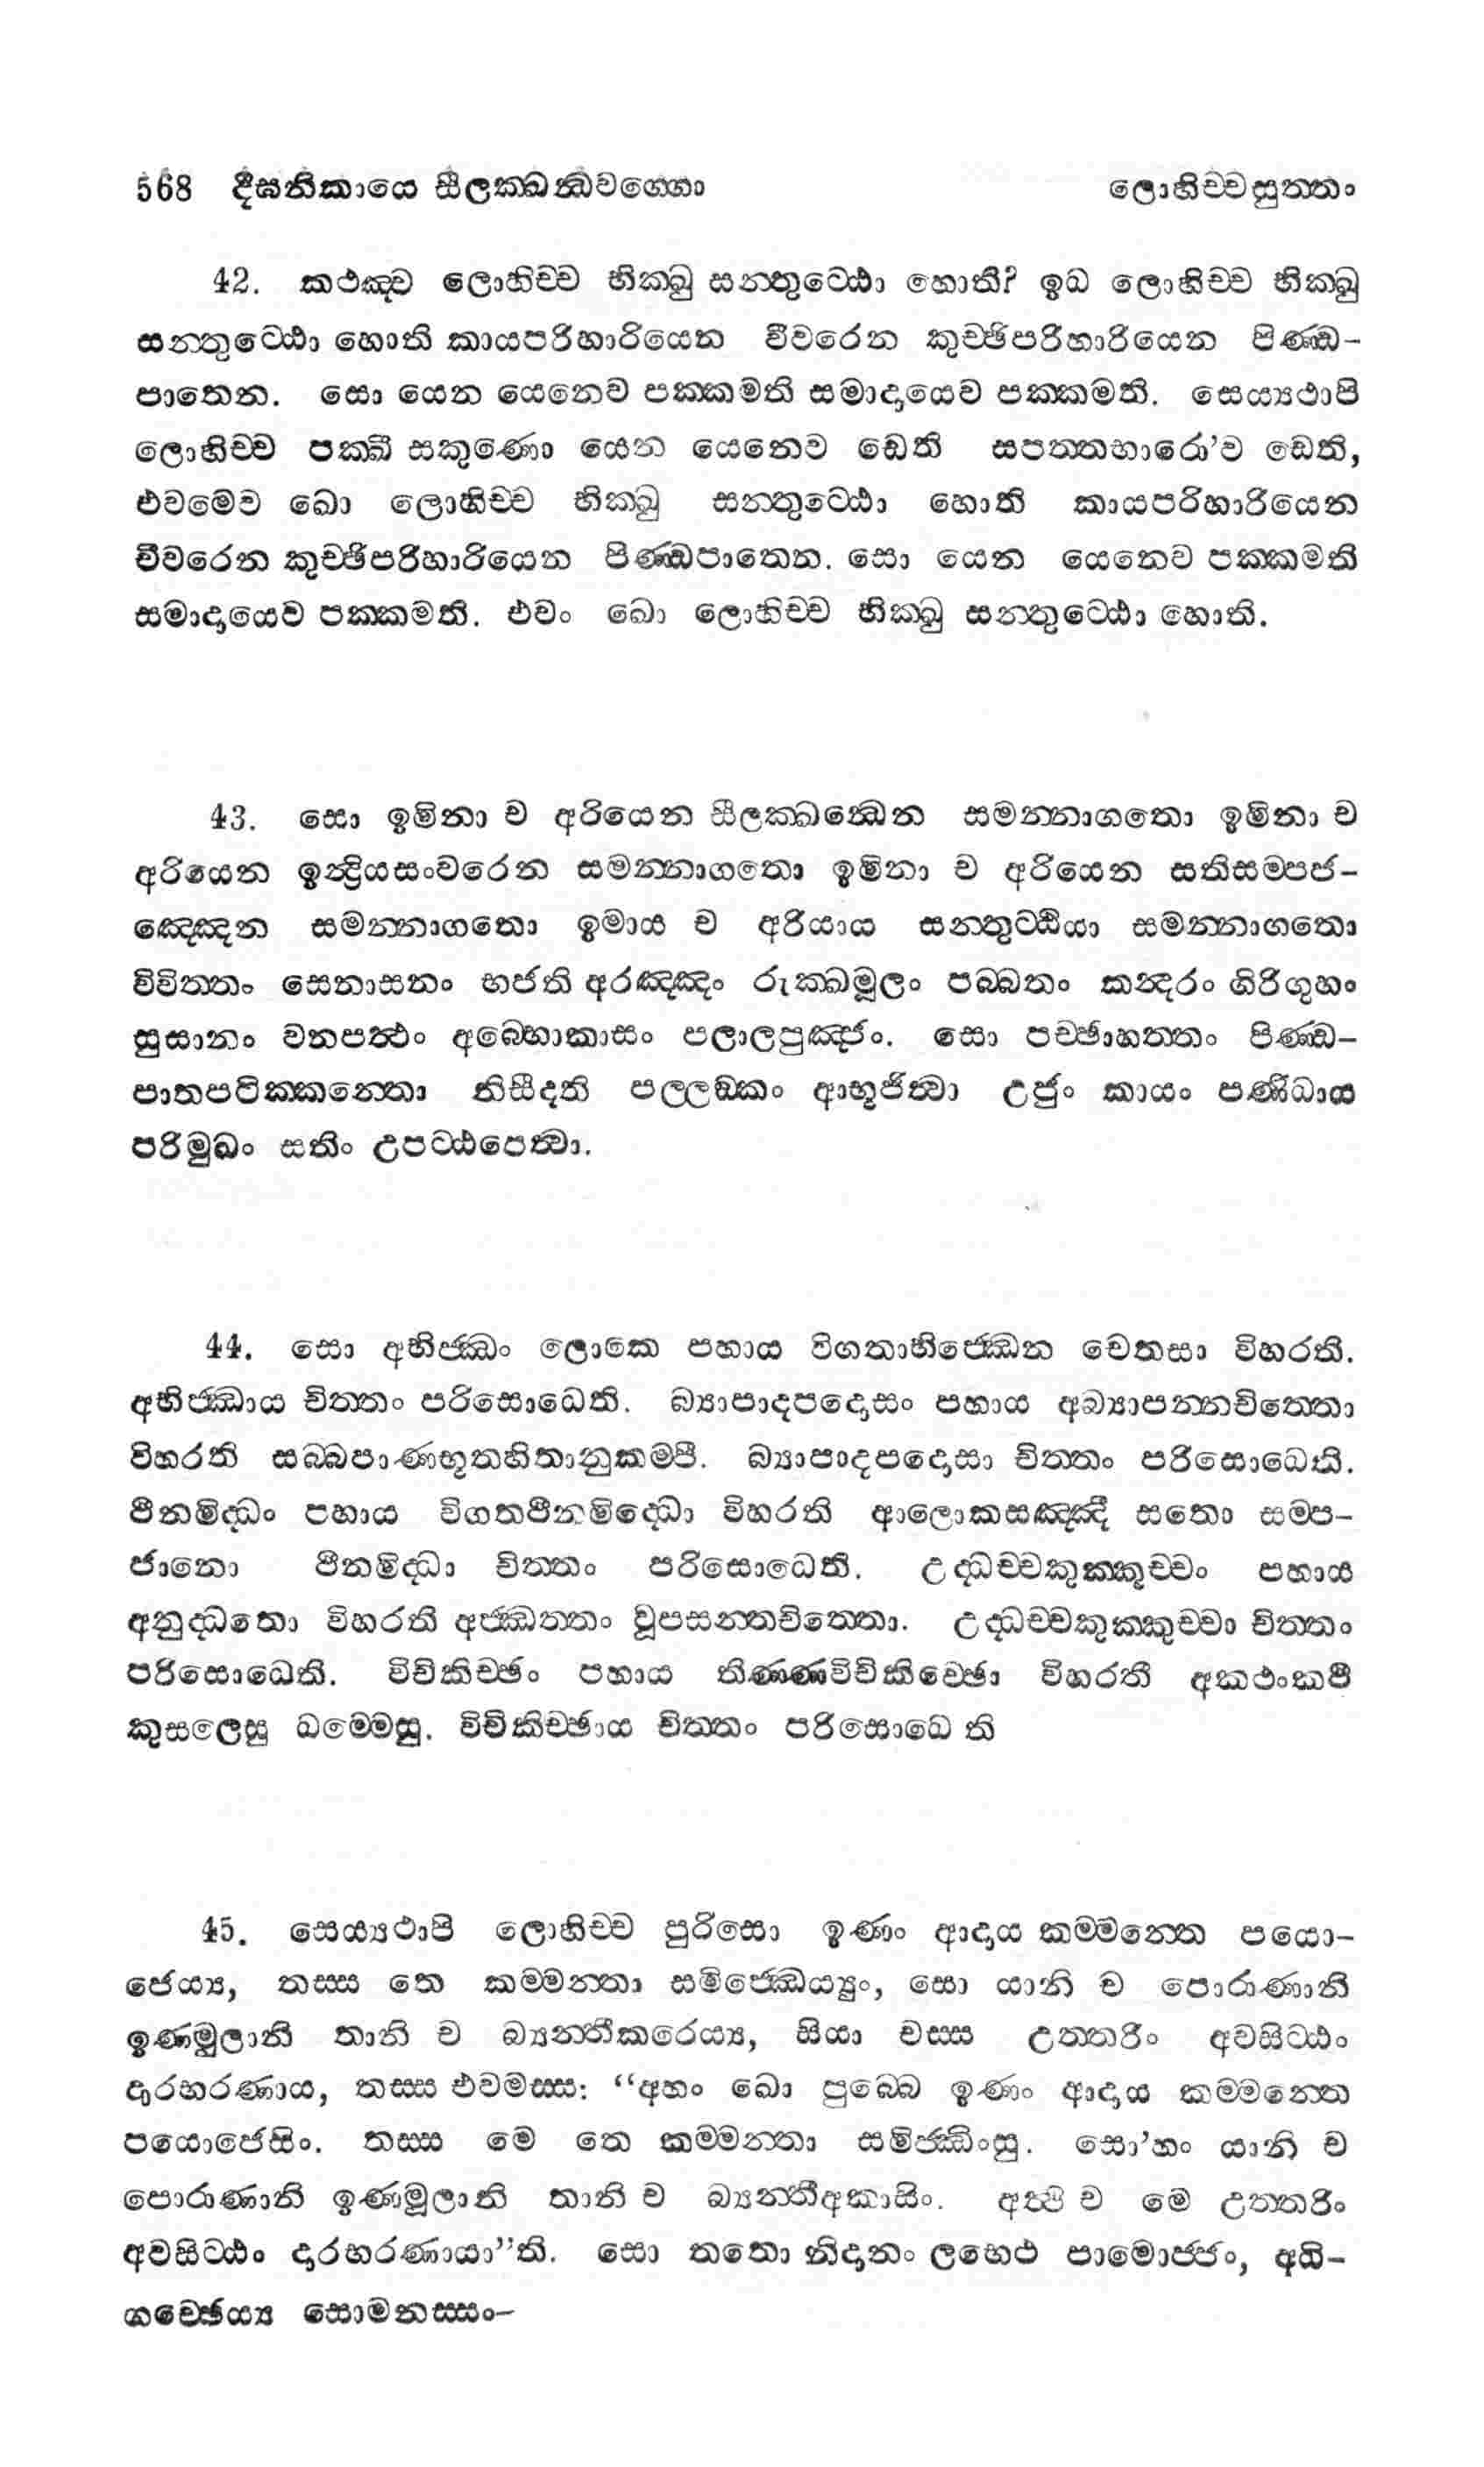 568 දීඝනිකායෙ සීලක්ඛන්ධවග්ගො ලොහිච්චසුත්තං
42. කථඤ්ච ලොහිච්ච භික්ඛු සන්තුට්ඨො හොති? ඉධ ලොහිච්ච භික්ඛු
සන්තුට්ඨො හොති කායපරිහාරියෙන චීවරෙන කුච්ඡිපරිහාරියෙන පිණ්ඩ-
පාතෙන. සො යෙන යෙනෙව පක්කමති සමාදායෙව පක්කමති. සෙය්‍යථාපි
ලොහිච්ච පක්ඛී සකුණො යෙන යෙනෙව ඩෙති සපත්තභාරො’ව ඩෙති,
එවමෙව ඛො ලොහිච්ච භික්ඛු සන්තුට්ඨො හොති කායපරිහාරියෙන
චීවරෙන කුච්ඡිපරිහාරියෙන පිණ්ඩපාතෙන. සො යෙන යෙනෙව පක්කමති
සමාදායෙව පක්කමති. එවං ඛො ලොහිච්ච භික්ඛු සන්තුට්ඨො හොති.
43. සො ඉමිනා ච අරියෙන සීලක්ඛන්ධෙන සමන්නාගතො ඉමිනා ච
අරියෙන ඉන්ද්‍රියසංවරෙන සමන්නාගතො ඉමිනා ච අරියෙන සතිසම්පජ-
ඤ්ඤෙන සමන්නාගතො ඉමාය ච අරියාය සන්තුට්ඨියා සමන්නාගතො
විවිත්තං සෙනාසනං භජති අරඤ්ඤං රුක්ඛමූලං පබ්බතං කන්දරං ගිරිගුහං
සුසානං වනපත්ථං අබ්භොකාසං පලාලපුඤ්ජං. සො පච්ඡාභත්තං පිණ්ඩ-
පාතපටික්කන්තො නිසීදති පල්ලඞ්කං ආභුජිත්වා උජුං කායං පණිධාය
පරිමුඛං සතිං උපට්ඨපෙත්වා.
44. සො අභිජ්ඣං ලොකෙ පහාය විගතාභිජ්ඣෙන චෙතසා විහරති.
අභිජ්ඣාය චිත්තං පරිසොධෙති. බ්‍යාපාදපදොසං පහාය අබ්‍යාපන්නචිත්තො
විහරති සබ්බපාණභූතහිතානුකම්පී. බ්‍යාපාදපදොසා චිත්තං පරිසොධෙති.
ථීනමිද්ධං පහාය විගතථීනමිද්ධො විහරති ආලොකසඤ්ඤී සතො සම්ප-
ජානො ථීනමිද්ධා චිත්තං පරිසොධෙති. උද්ධච්චකුක්කුච්චං පහාය
අනුද්ධතො විහරති අජ්ඣත්තං වූපසන්තචිත්තො. උද්ධච්චකුක්කුච්චා චිත්තං
පරිසොධෙති. විචිකිච්ඡං පහාය තිණ්ණවිචිකිච්ඡො විහරති අකථංකථී
කුසලෙසු ධම්මෙසු. විචිකිච්ඡාය චිත්තං පරිසොධෙ ති
45. සෙය්‍යථාපි ලොහිච්ච පුරිසො ඉණං ආදාය කම්මන්තෙ පයො-
ජෙය්‍ය, තස්ස තෙ කම්මන්තා සමිජ්ඣෙය්‍යුං, සො යානි ච පොරාණානි
ඉණමූලානි තානි ච බ්‍යන්තීකරෙය්‍ය, සියා චස්ස උත්තරිං අවසිට්ඨං
දාරභරණාය, තස්ස එවමස්ස: “අහං ඛො පුබ්බෙ ඉණං ආදාය කම්මන්තෙ
පයොජෙසිං. තස්ස මෙ තෙ කම්මන්තා සමිජ්ඣිංසු. සො’හං යානි ච
පොරාණානි ඉණමූලානි තානි ච බ්‍යන්තීඅකාසිං. අත්ථි ච මෙ උත්තරිං
අවසිට්ඨං දාරභරණායා”ති. සො තතො නිදානං ලභෙථ පාමොජ්ජං, අධි-
ගච්ඡෙය්‍ය සොමනස්සං–